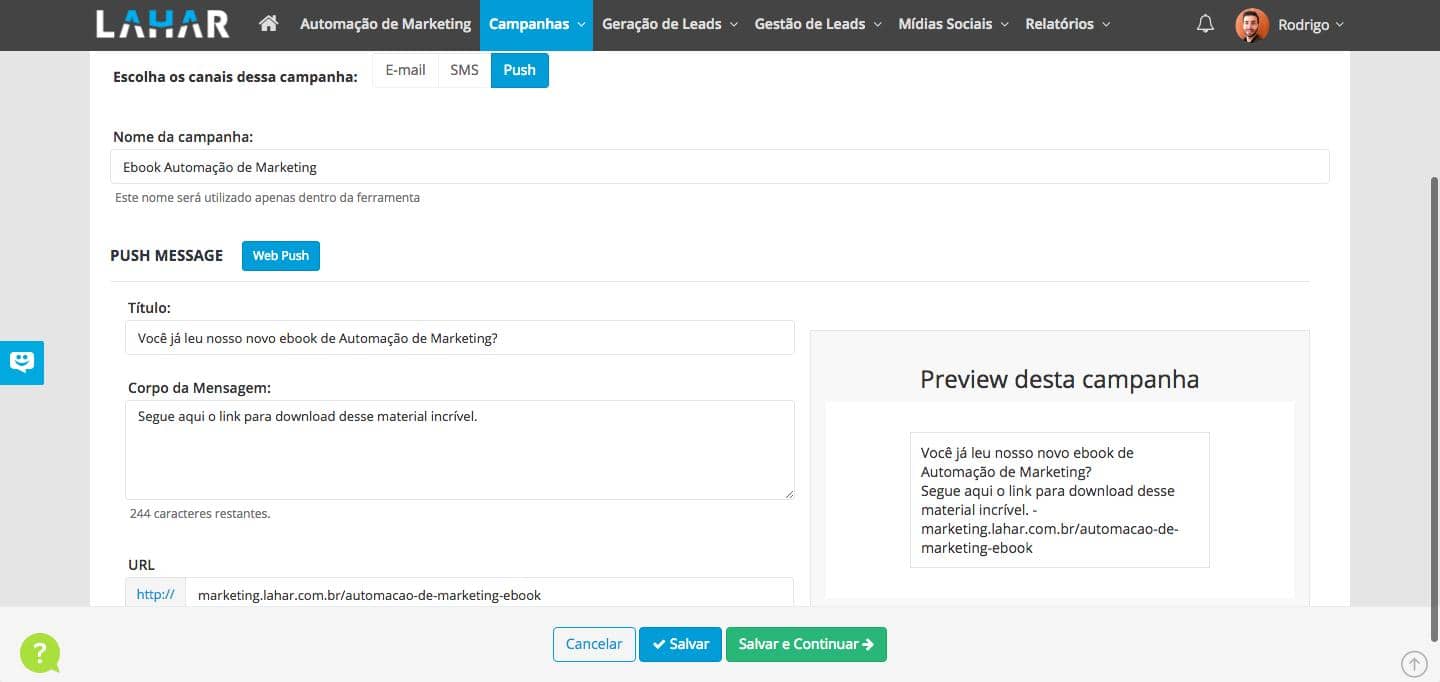 LAHAR Automação de Marketing Campanhas Geração de Leads Gestão de Leads Mídias Sociais Relatórios Rodrigo
Escolha os canais dessa campanha: E-mail SMS Push
Nome da campanha:
Ebook Automação de Marketing
Este nome será utilizado apenas dentro da ferramenta
PUSH MESSAGE Web Push
Título:
Você já leu nosso novo ebook de Automação de Marketing?
Corpo da Mensagem:
Segue aqui o link para download desse material incrível.
244 caracteres restantes.
URL
http:// marketing.lahar.com.br/automacao-de-marketing-ebook
Preview desta campanha
Você já leu nosso novo ebook de
Automação de Marketing?
Segue aqui o link para download desse
material incrível. -
marketing.lahar.com.br/automacao-de-
marketing-ebook
Cancelar Salvar Salvar e Continuar
?